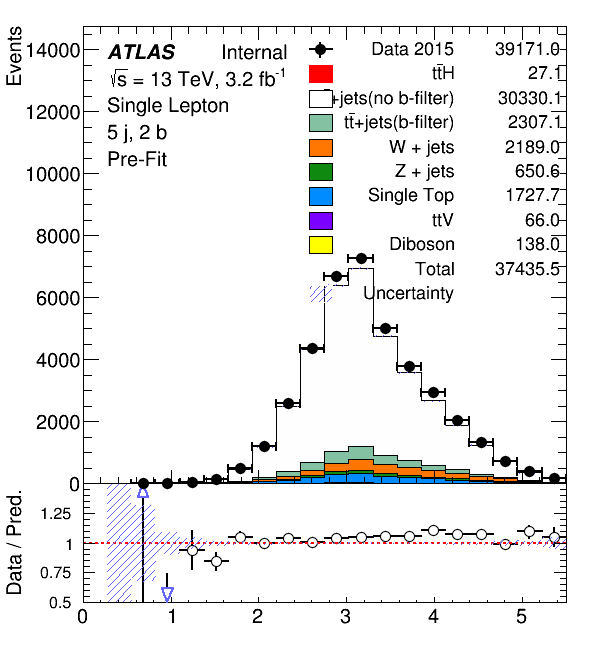 Events
14000
12000
10000
8000
6000
4000
2000
0
ATLAS Internal
√s = 13 TeV, 3.2 fb-1
Single Lepton
5 j, 2 b
Pre-Fit
Data 2015 39171.0
tt̄H 27.1
+jets(no b-filter) 30330.1
tt̄+jets(b-filter) 2307.1
W + jets 2189.0
Z + jets 650.6
Single Top 1727.7
ttV 66.0
Diboson 138.0
Total 37435.5
Uncertainty
Data / Pred.
1.25
1
0.75
0.5
0 1 2 3 4 5